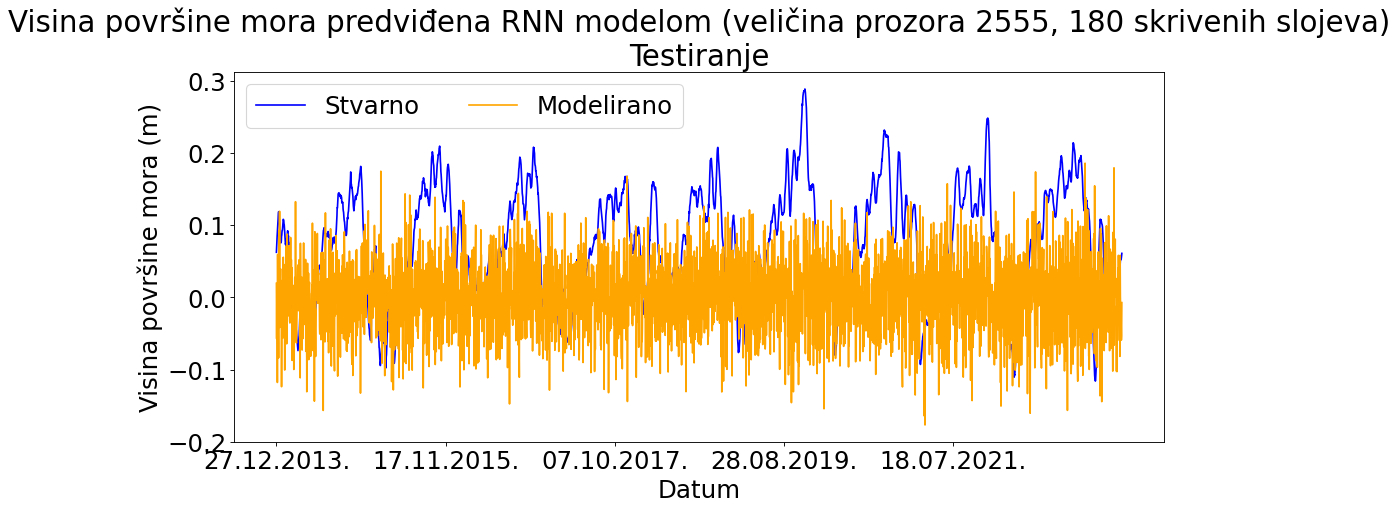 Visina površine mora predviđena RNN modelom (veličina prozora 2555, 180 skrivenih slojeva)
Testiranje
Stvarno
Modelirano
Visina površine mora (m)
0.3
0.2
0.1
0.0
−0.1
−0.2
27.12.2013.
17.11.2015.
07.10.2017.
28.08.2019.
18.07.2021.
Datum